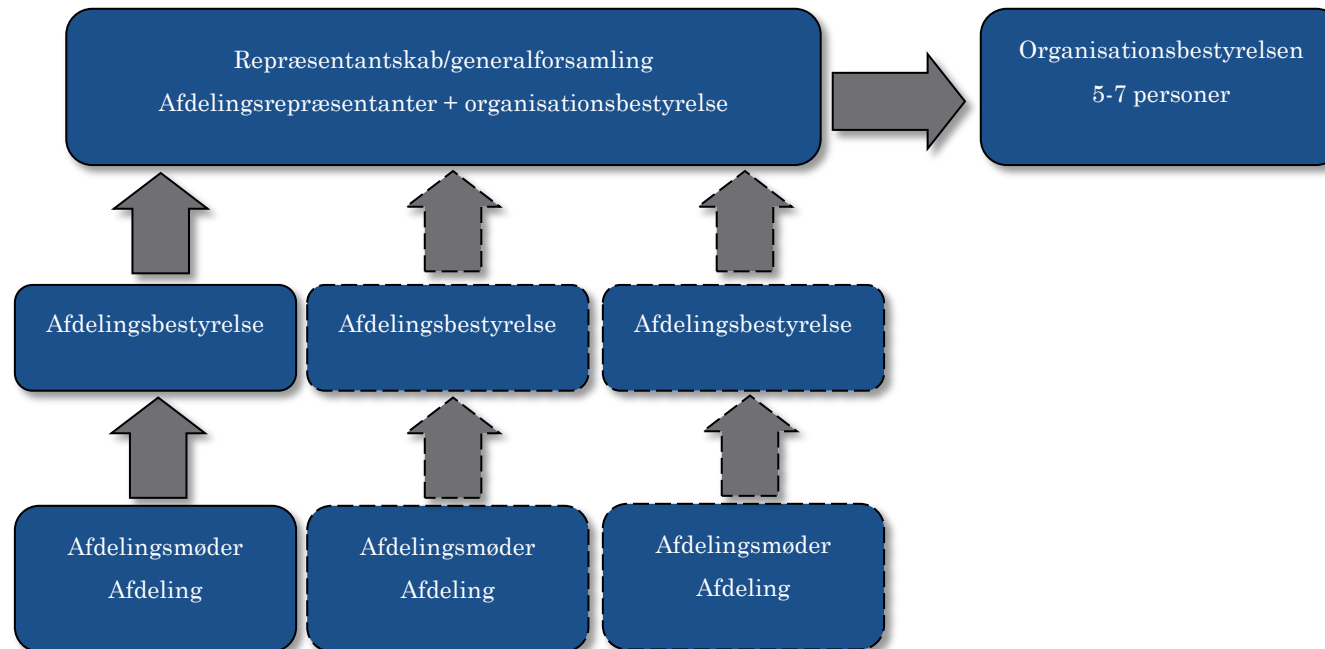 Repræsentantskab/generalforsamling
Afdelingsrepræsentanter + organisationsbestyrelse
Organisationsbestyrelsen
5-7 personer
Afdelingsbestyrelse
Afdelingsbestyrelse
Afdelingsbestyrelse
Afdelingsmøder
Afdeling
Afdelingsmøder
Afdeling
Afdelingsmøder
Afdeling